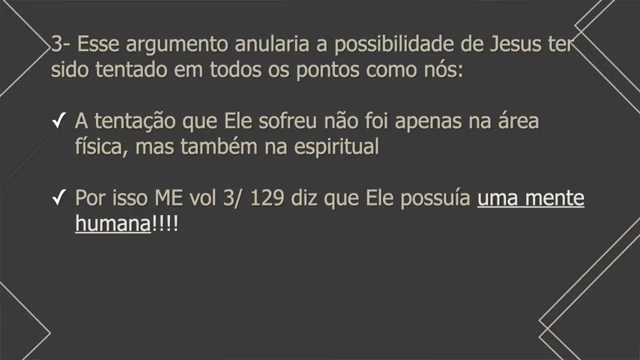 3- Esse argumento anularia a possibilidade de Jesus ter
sido tentado em todos os pontos como nós:
✓ A tentação que Ele sofreu não foi apenas na área
física, mas também na espiritual
✓ Por isso ME vol 3/ 129 diz que Ele possuía uma mente
humana!!!!